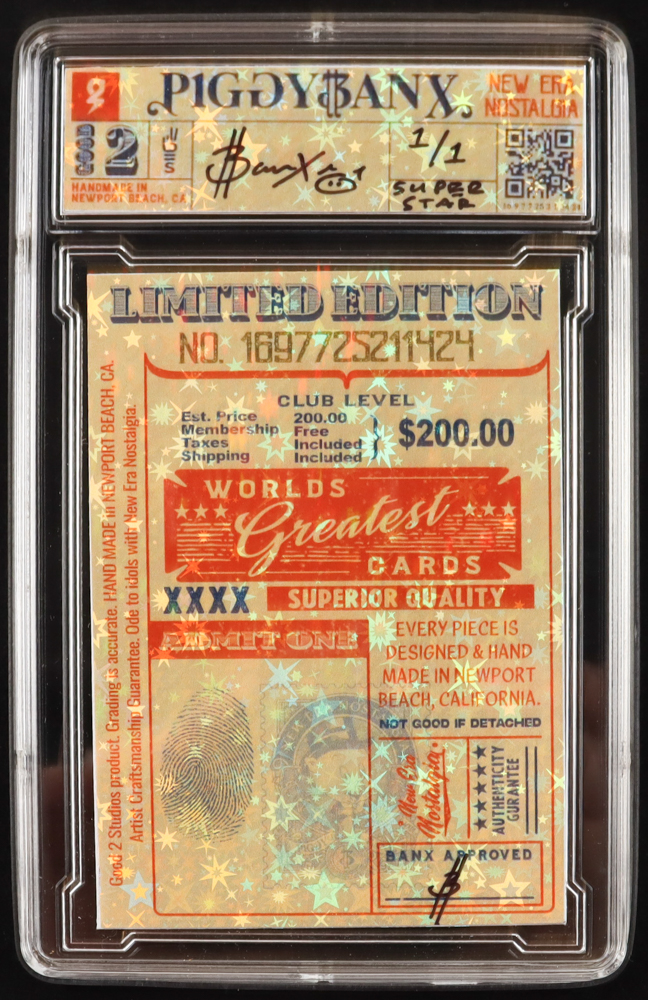 PIGGYBANX
NEW ERA
NOSTALGIA
GOOD 2
HANDMADE IN
NEWPORT BEACH, CA
BanX
1/1
SUPER
STAR
LIMITED EDITION
NO. 1697725211424
CLUB LEVEL
Est. Price 200.00
Membership Free
Taxes Included
Shipping Included
$200.00
WORLDS
Greatest
CARDS
XXXX SUPERIOR QUALITY
ADMIT ONE
EVERY PIECE IS
DESIGNED & HAND
MADE IN NEWPORT
BEACH, CALIFORNIA.
NOT GOOD IF DETACHED
New Era
Nostalgia
AUTHENTICITY
GURANTEE
BANX APPROVED
Good 2 Studios product. Grading is accurate. HAND MADE in NEWPORT BEACH, CA.
Artist Craftsmanship Guarantee. Ode to idols with New Era Nostalgia.